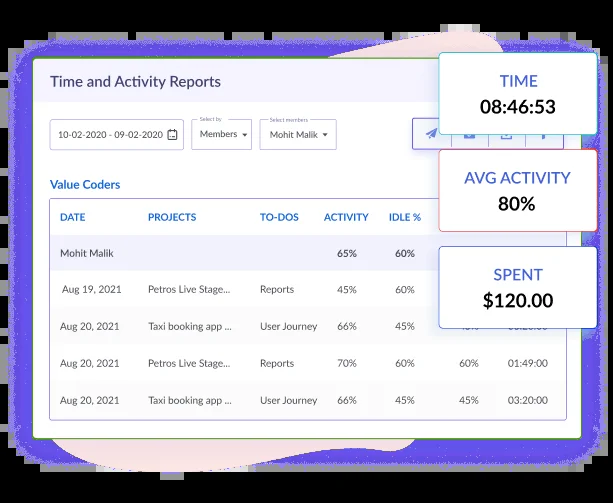 Time and Activity Reports
TIME
08:46:53
Select by
Select members
10-02-2020 - 09-02-2020
Members
Mohit Malik
AVG ACTIVITY
80%
Value Coders
DATE PROJECTS TO-DOS ACTIVITY IDLE %
Mohit Malik 65% 60%
SPENT
$120.00
Aug 19, 2021 Petros Live Stage... Reports 45% 60%
Aug 20, 2021 Taxi booking app ... User Journey 66% 45%
Aug 20, 2021 Petros Live Stage... Reports 70% 60% 60% 01:49:00
Aug 20, 2021 Taxi booking app ... User Journey 66% 45% 45% 03:20:00